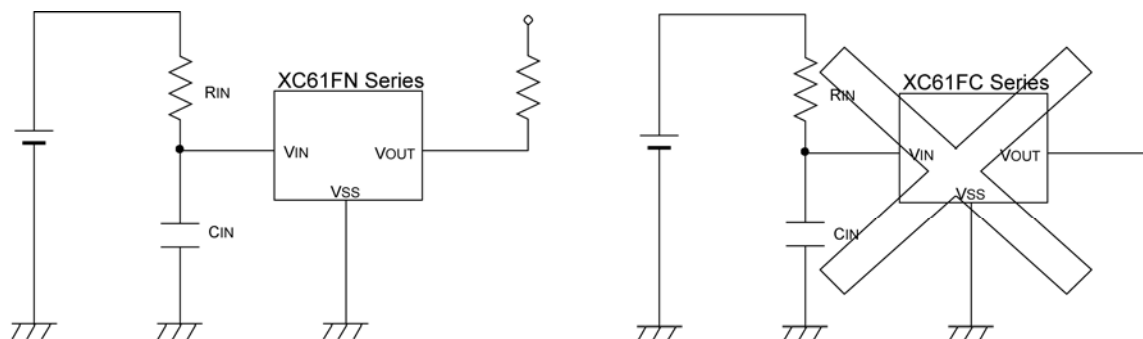 XC61FN Series
RIN
VIN
VOUT
VSS
CIN
XC61FC Series
RIN
VIN
VOUT
VSS
CIN